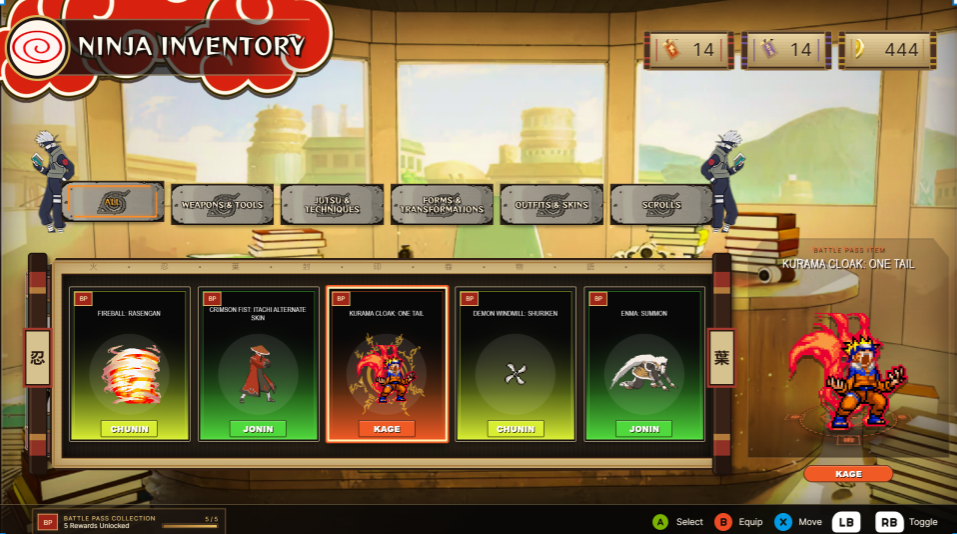 NINJA INVENTORY
14
14
444
ALL
WEAPONS & TOOLS
JUTSU &
TECHNIQUES
FORMS &
TRANSFORMATIONS
OUTFITS & SKINS
SCROLLS
忍
葉
BP
FIREBALL: RASENGAN
CHUNIN
BP
CRIMSON FIST: ITACHI ALTERNATE
SKIN
JONIN
BP
KURAMA CLOAK: ONE TAIL
KAGE
BP
DEMON WINDMILL: SHURIKEN
CHUNIN
BP
ENMA: SUMMON
JONIN
BATTLE PASS ITEM
KURAMA CLOAK: ONE TAIL
KAGE
BP
BATTLE PASS COLLECTION
5/5
5 Rewards Unlocked
A Select
B Equip
X Move
LB
RB Toggle